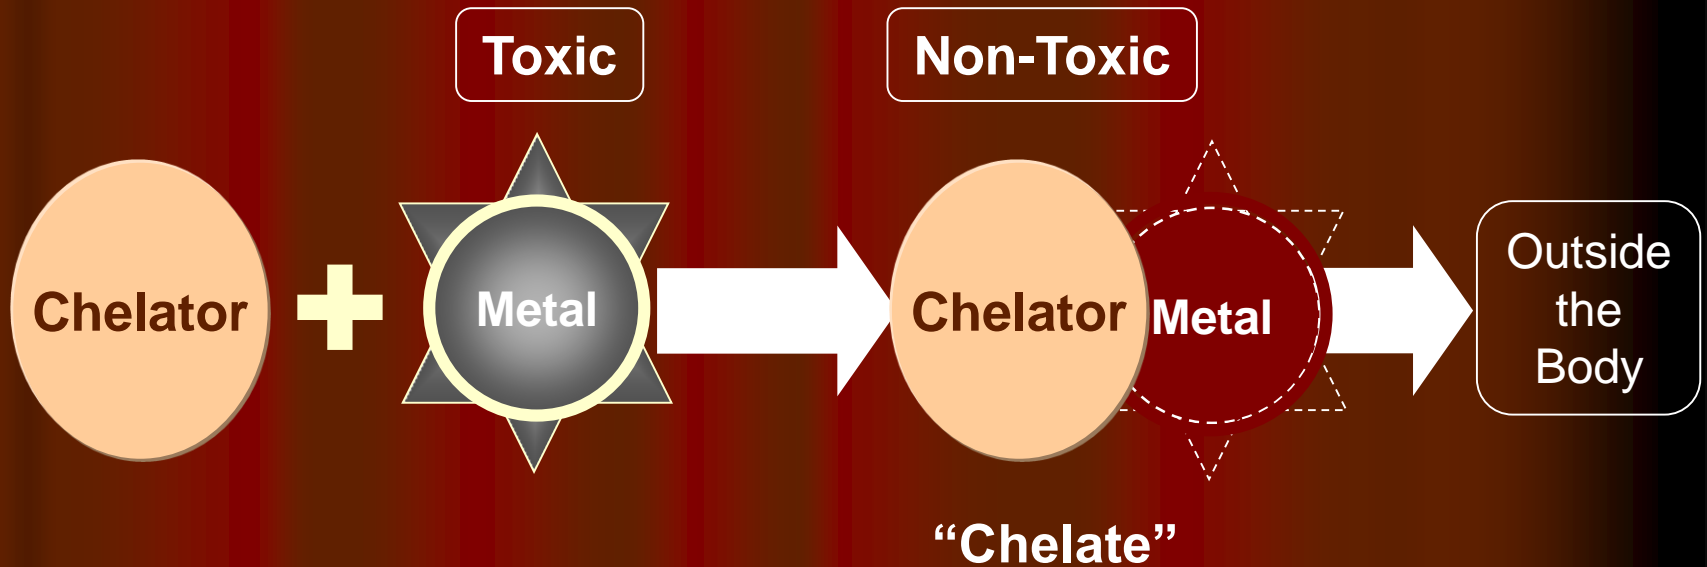 Toxic
Non-Toxic
Chelator
Metal
Chelator
Metal
Outside
the
Body
“Chelate”